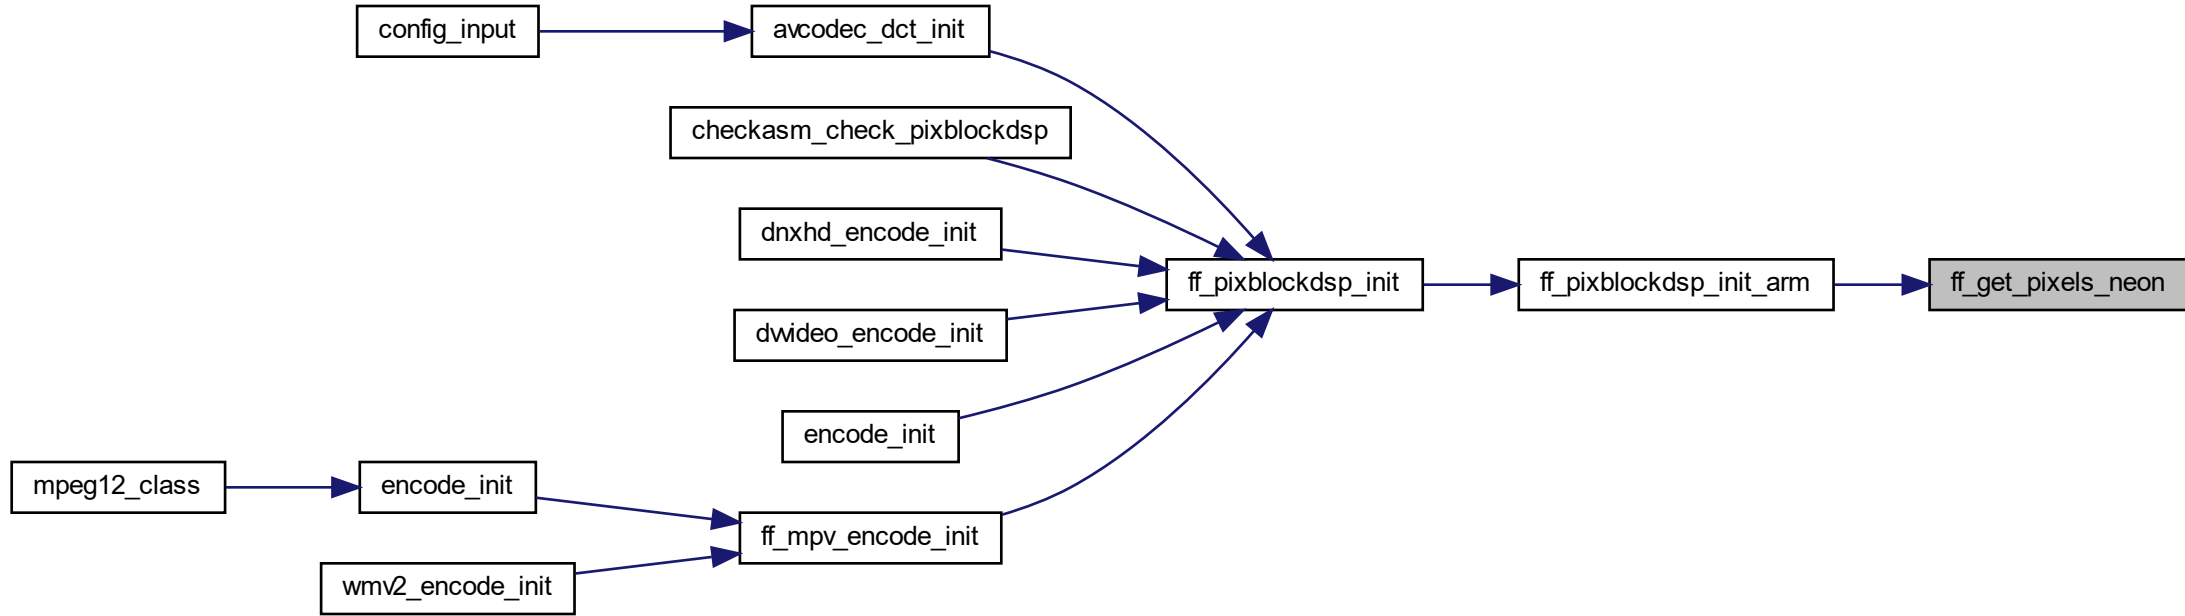 config_input
avcodec_dct_init
checkasm_check_pixblockdsp
dnxhd_encode_init
ff_pixblockdsp_init
ff_pixblockdsp_init_arm
ff_get_pixels_neon
dvvideo_encode_init
encode_init
mpeg12_class
encode_init
ff_mpv_encode_init
wmv2_encode_init